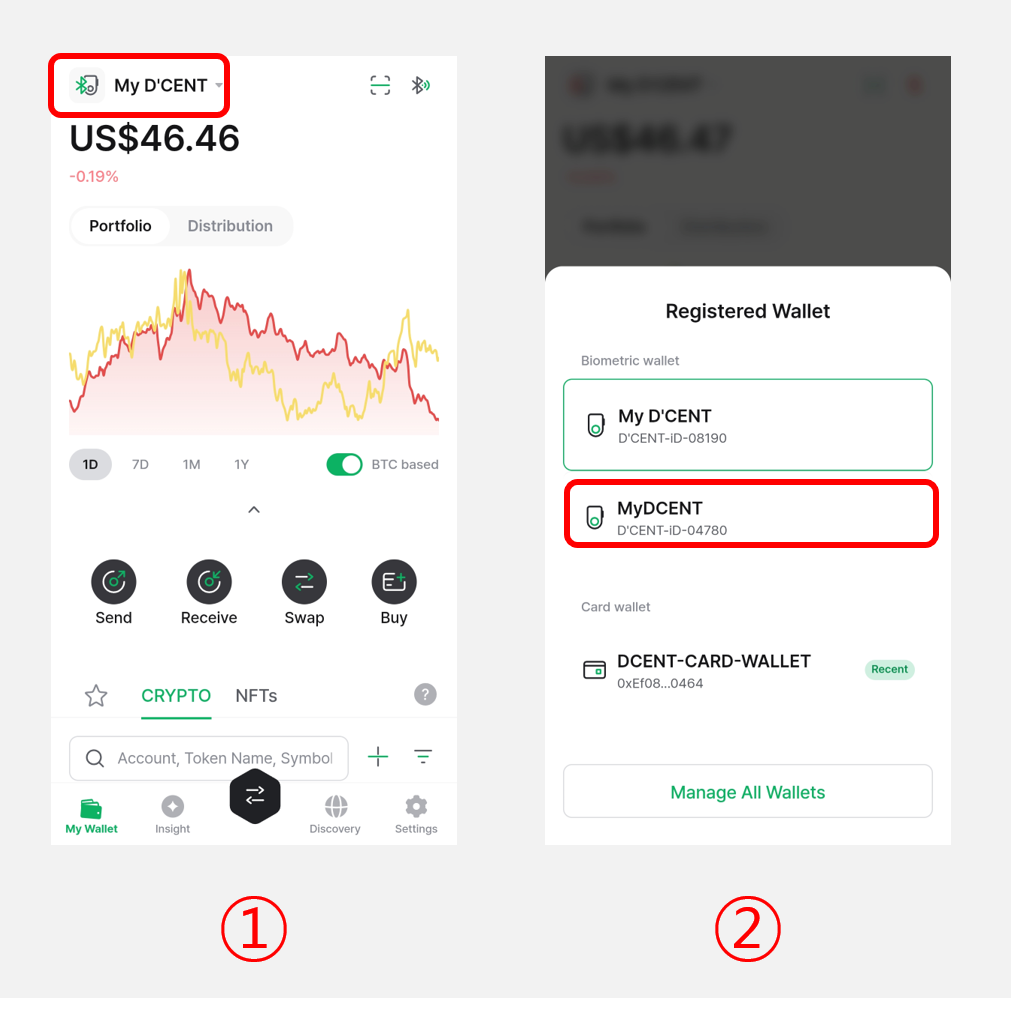 My D'CENT
US$46.46
-0.19%
Portfolio
Distribution
1D
7D
1M
1Y
BTC based
Send
Receive
Swap
Buy
CRYPTO
NFTs
?
Account, Token Name, Symbol
My Wallet
Insight
Discovery
Settings
①
US$46.47
Registered Wallet
Biometric wallet
My D'CENT
D'CENT-iD-08190
MyDCENT
D'CENT-iD-04780
Card wallet
DCENT-CARD-WALLET
Recent
0xEf08...0464
Manage All Wallets
②